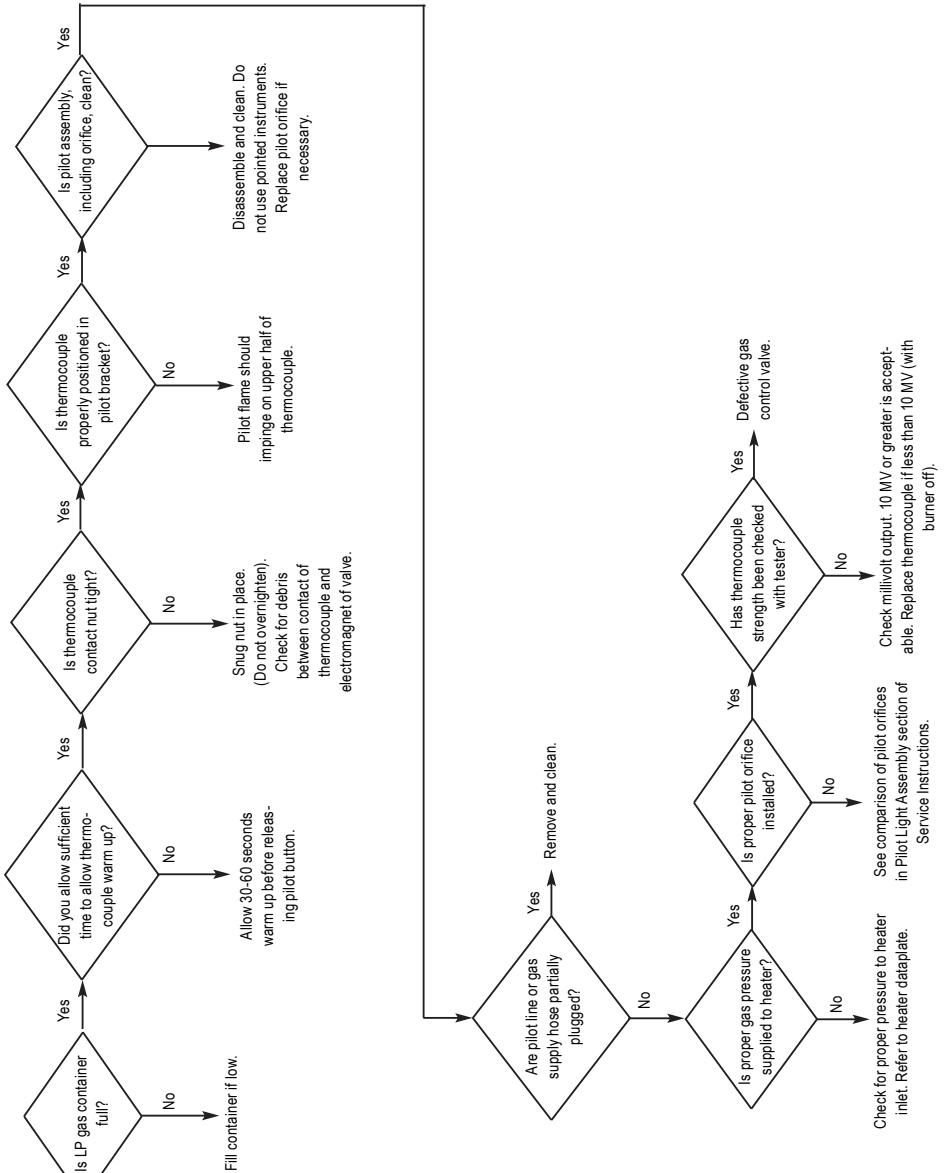 Is LP gas container
full?
Yes
No
Fill container if low.
Did you allow sufficient
time to allow thermo-
couple warm up?
Yes
No
Allow 30-60 seconds
warm up before releas-
ing pilot button.
Is thermocouple
contact nut tight?
Yes
No
Snug nut in place.
(Do not overnighten).
Check for debris
between contact of
thermocouple and
electromagnet of valve.
Is thermocouple
properly positioned in
pilot bracket?
Yes
No
Pilot flame should
impinge on upper half of
thermocouple.
Is pilot assembly,
including orifice, clean?
Yes
Disassemble and clean. Do
not use pointed instruments.
Replace pilot orifice if
necessary.
Are pilot line or gas
supply hose partially
plugged?
Yes
Remove and clean.
No
Is proper gas pressure
supplied to heater?
Yes
No
Check for proper pressure to heater
inlet. Refer to heater dataplate.
Is proper pilot orifice
installed?
Yes
No
See comparison of pilot orifices
in Pilot Light Assembly section of
Service Instructions.
Has thermocouple
strength been checked
with tester?
Yes
Defective gas
control valve.
No
Check millivolt output. 10 MV or greater is accept-
able. Replace thermocouple if less than 10 MV (with
burner off).